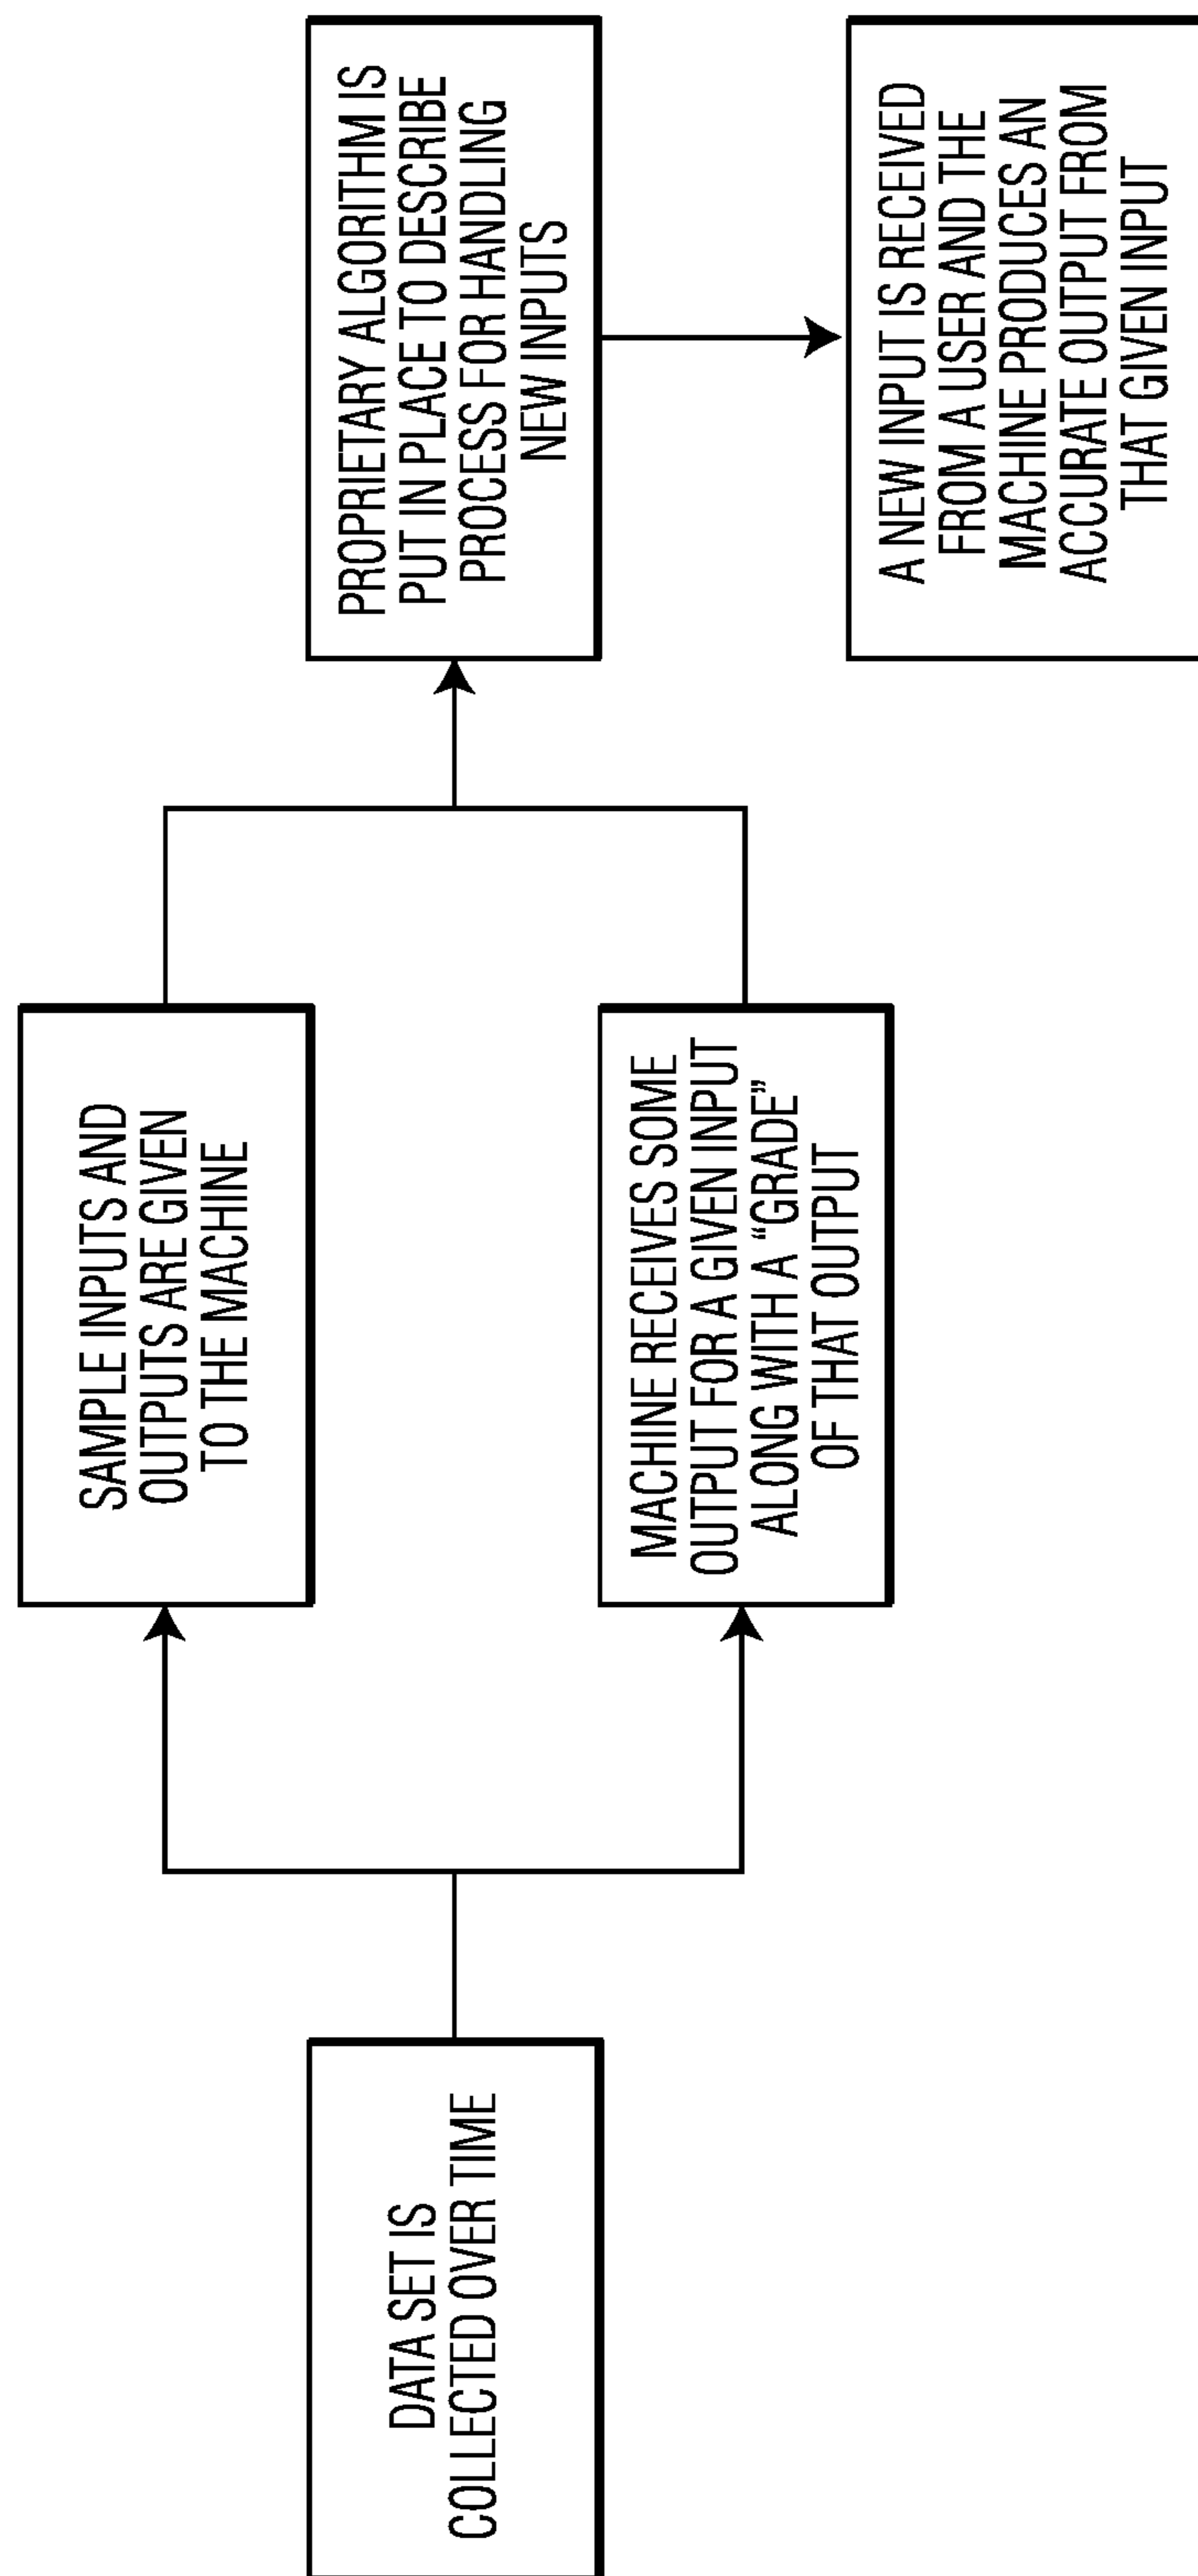 DATA SET IS
COLLECTED OVER TIME
SAMPLE INPUTS AND
OUTPUTS ARE GIVEN
TO THE MACHINE
MACHINE RECEIVES SOME
OUTPUT FOR A GIVEN INPUT
ALONG WITH A “GRADE”
OF THAT OUTPUT
PROPRIETARY ALGORITHM IS
PUT IN PLACE TO DESCRIBE
PROCESS FOR HANDLING
NEW INPUTS
A NEW INPUT IS RECEIVED
FROM A USER AND THE
MACHINE PRODUCES AN
ACCURATE OUTPUT FROM
THAT GIVEN INPUT